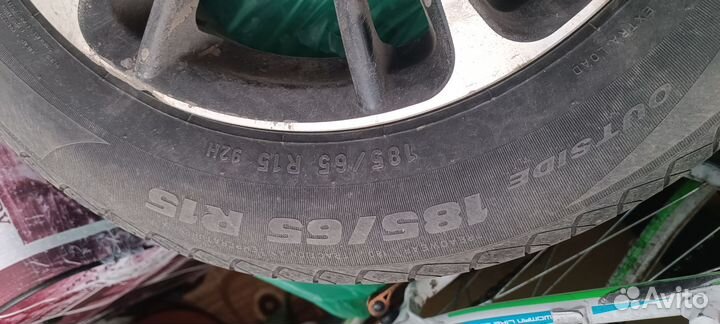 EXTRA LOAD
OUTSIDE
185/65 R15 92H
185/65 R15
Avito